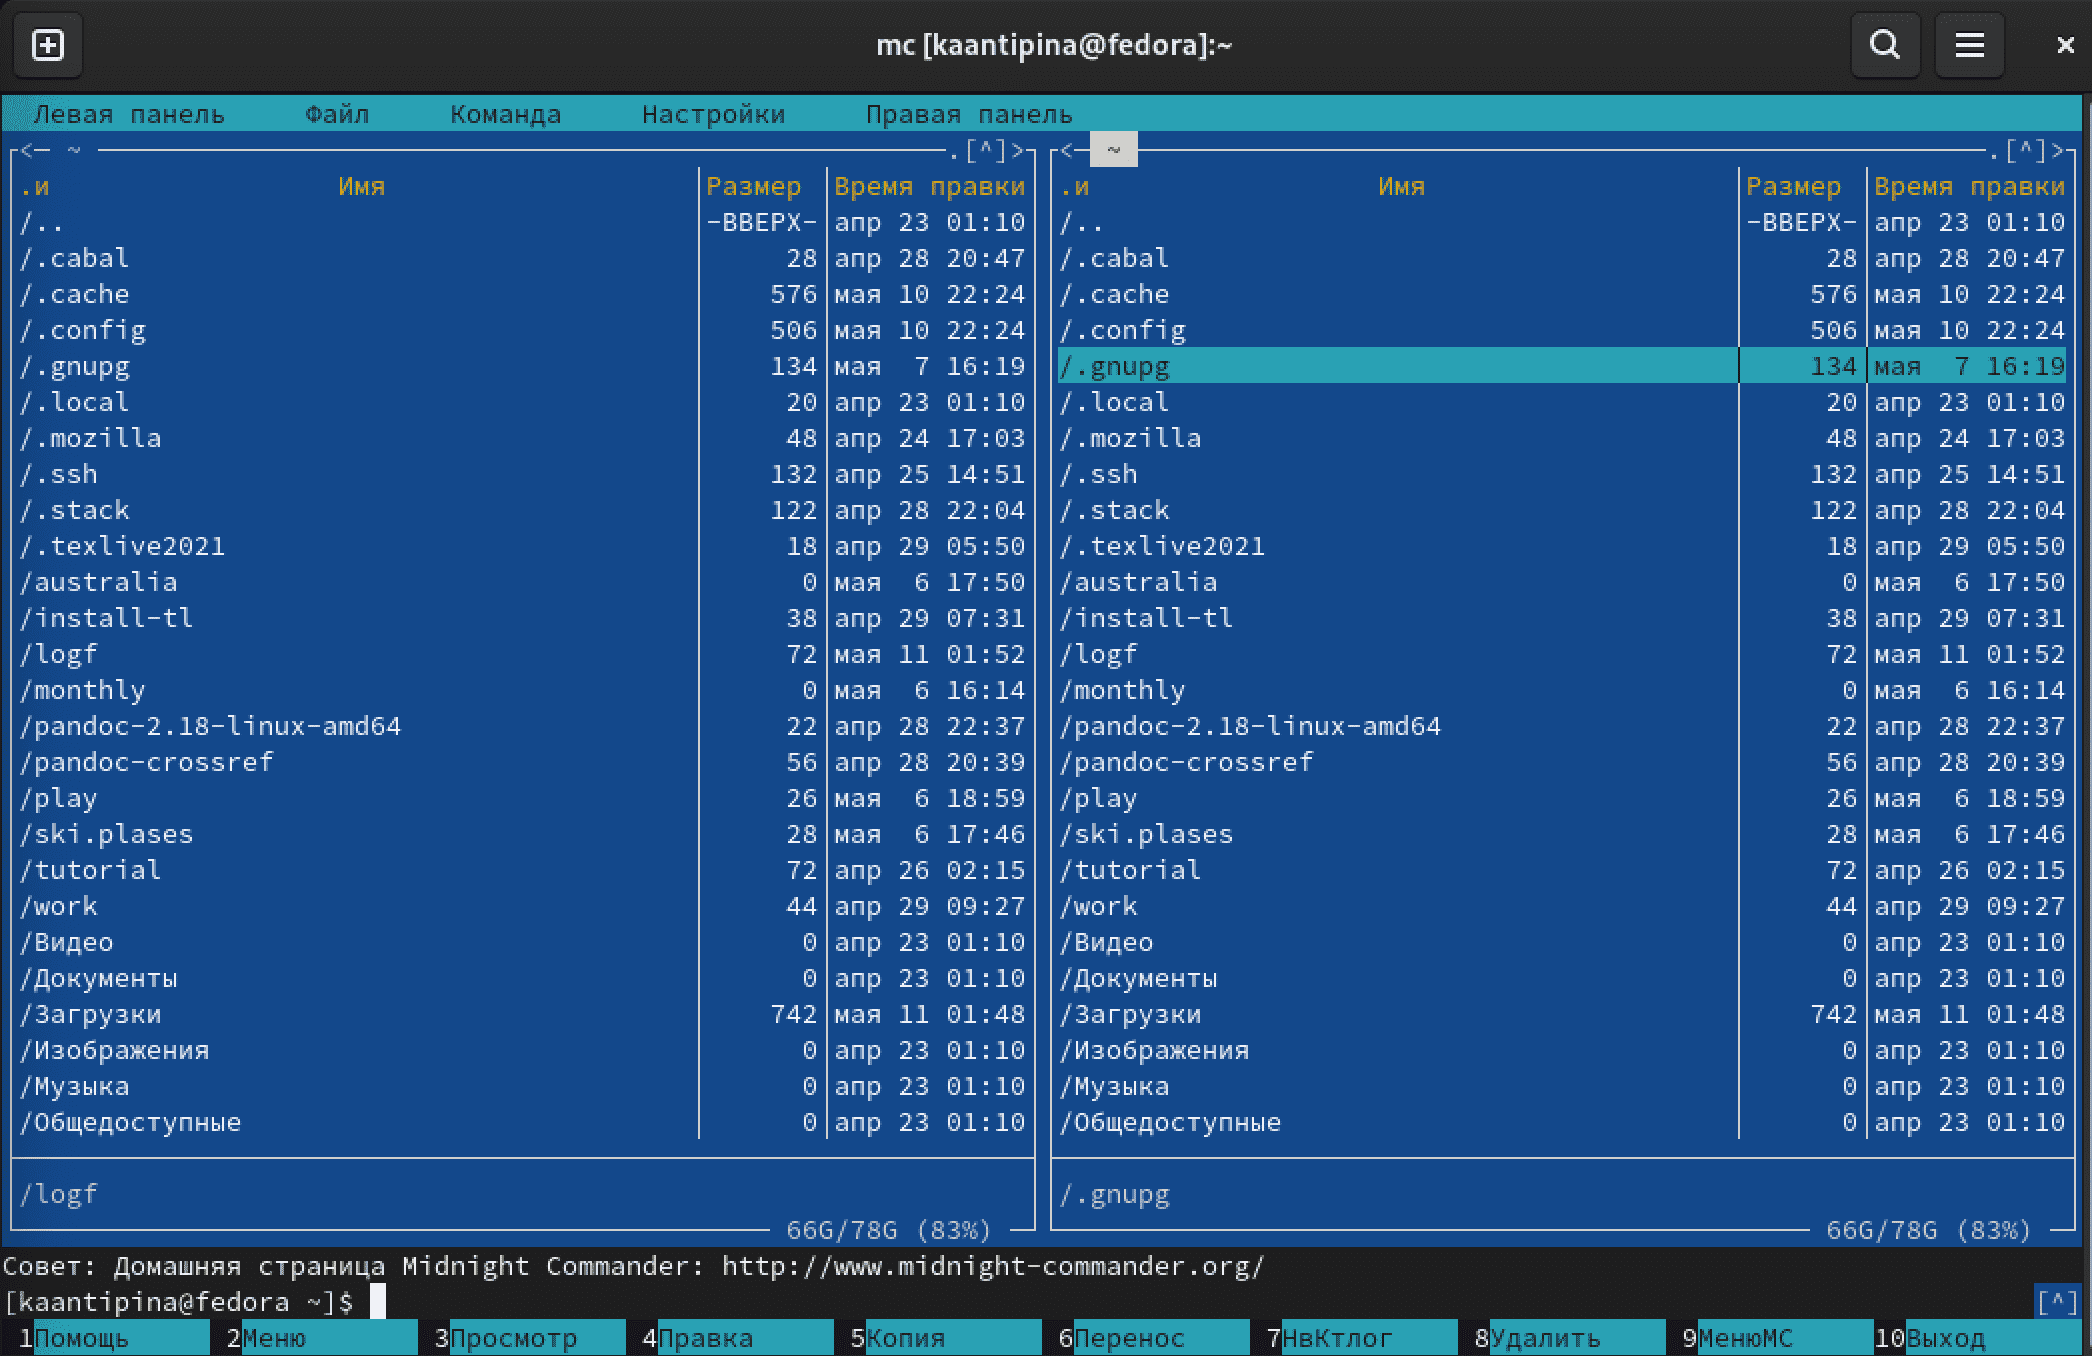 mc [kaantipina@fedora]:~
Левая панель Файл Команда Настройки Правая панель
<─ ~ .[^]> <─ ~ .[^]>
.и Имя Размер Время правки .и Имя Размер Время правки
/.. -ВВЕРХ- апр 23 01:10 /.. -ВВЕРХ- апр 23 01:10
/.cabal 28 апр 28 20:47 /.cabal 28 апр 28 20:47
/.cache 576 мая 10 22:24 /.cache 576 мая 10 22:24
/.config 506 мая 10 22:24 /.config 506 мая 10 22:24
/.gnupg 134 мая 7 16:19 /.gnupg 134 мая 7 16:19
/.local 20 апр 23 01:10 /.local 20 апр 23 01:10
/.mozilla 48 апр 24 17:03 /.mozilla 48 апр 24 17:03
/.ssh 132 апр 25 14:51 /.ssh 132 апр 25 14:51
/.stack 122 апр 28 22:04 /.stack 122 апр 28 22:04
/.texlive2021 18 апр 29 05:50 /.texlive2021 18 апр 29 05:50
/australia 0 мая 6 17:50 /australia 0 мая 6 17:50
/install-tl 38 апр 29 07:31 /install-tl 38 апр 29 07:31
/logf 72 мая 11 01:52 /logf 72 мая 11 01:52
/monthly 0 мая 6 16:14 /monthly 0 мая 6 16:14
/pandoc-2.18-linux-amd64 22 апр 28 22:37 /pandoc-2.18-linux-amd64 22 апр 28 22:37
/pandoc-crossref 56 апр 28 20:39 /pandoc-crossref 56 апр 28 20:39
/play 26 мая 6 18:59 /play 26 мая 6 18:59
/ski.plases 28 мая 6 17:46 /ski.plases 28 мая 6 17:46
/tutorial 72 апр 26 02:15 /tutorial 72 апр 26 02:15
/work 44 апр 29 09:27 /work 44 апр 29 09:27
/Видео 0 апр 23 01:10 /Видео 0 апр 23 01:10
/Документы 0 апр 23 01:10 /Документы 0 апр 23 01:10
/Загрузки 742 мая 11 01:48 /Загрузки 742 мая 11 01:48
/Изображения 0 апр 23 01:10 /Изображения 0 апр 23 01:10
/Музыка 0 апр 23 01:10 /Музыка 0 апр 23 01:10
/Общедоступные 0 апр 23 01:10 /Общедоступные 0 апр 23 01:10
/logf /.gnupg
66G/78G (83%) 66G/78G (83%)
Совет: Домашняя страница Midnight Commander: http://www.midnight-commander.org/
[kaantipina@fedora ~]$ [^]
1Помощь 2Меню 3Просмотр 4Правка 5Копия 6Перенос 7НвКтлог 8Удалить 9МенюМС 10Выход